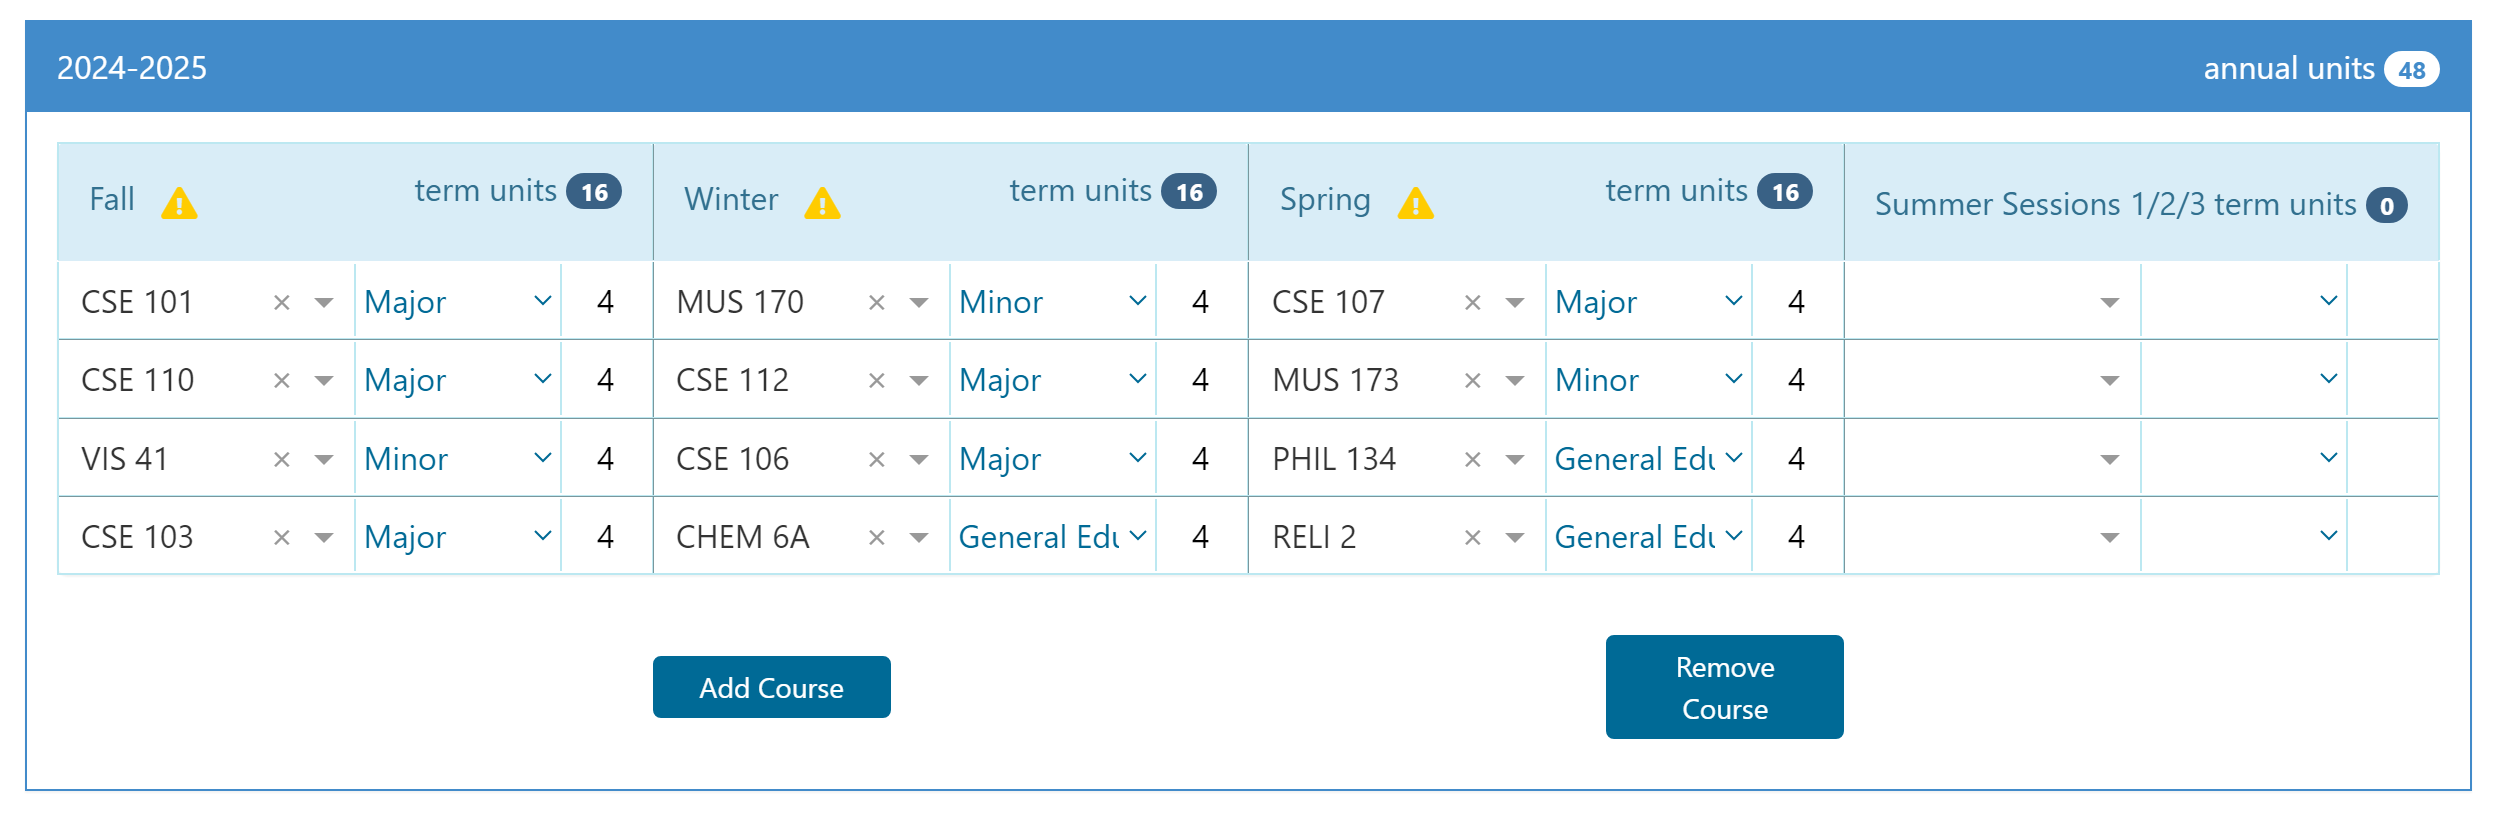 2024-2025 annual units 48
Fall term units 16 Winter term units 16 Spring term units 16 Summer Sessions 1/2/3 term units 0
CSE 101 Major 4 MUS 170 Minor 4 CSE 107 Major 4
CSE 110 Major 4 CSE 112 Major 4 MUS 173 Minor 4
VIS 41 Minor 4 CSE 106 Major 4 PHIL 134 General Edu 4
CSE 103 Major 4 CHEM 6A General Edu 4 RELI 2 General Edu 4
Add Course
Remove
Course